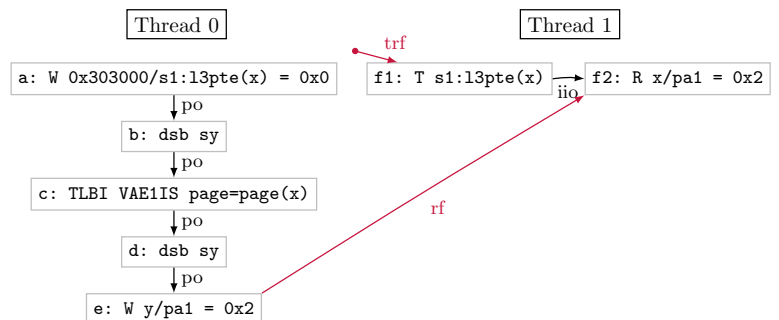 Thread 0
Thread 1
trf
a: W 0x303000/s1:l3pte(x) = 0x0
f1: T s1:l3pte(x)
iio
f2: R x/pa1 = 0x2
po
b: dsb sy
po
c: TLBI VAE1IS page=page(x)
po
rf
d: dsb sy
po
e: W y/pa1 = 0x2